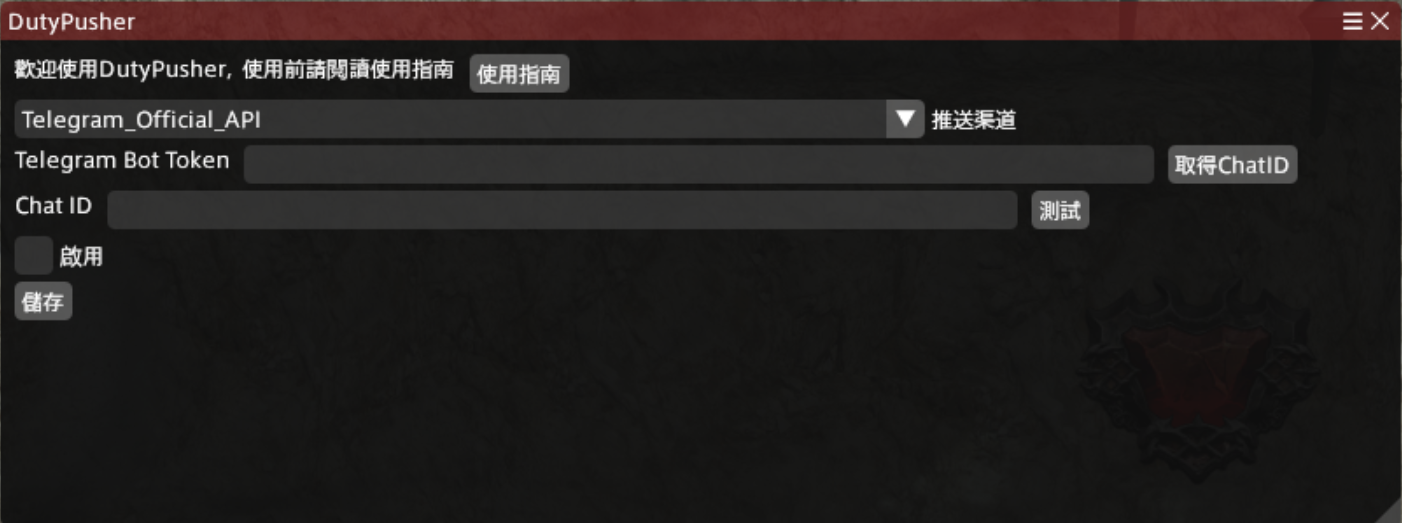 DutyPusher
歡迎使用DutyPusher, 使用前請閱讀使用指南 使用指南
Telegram_Official_API 推送渠道
Telegram Bot Token 取得ChatID
Chat ID 測試
啟用
儲存